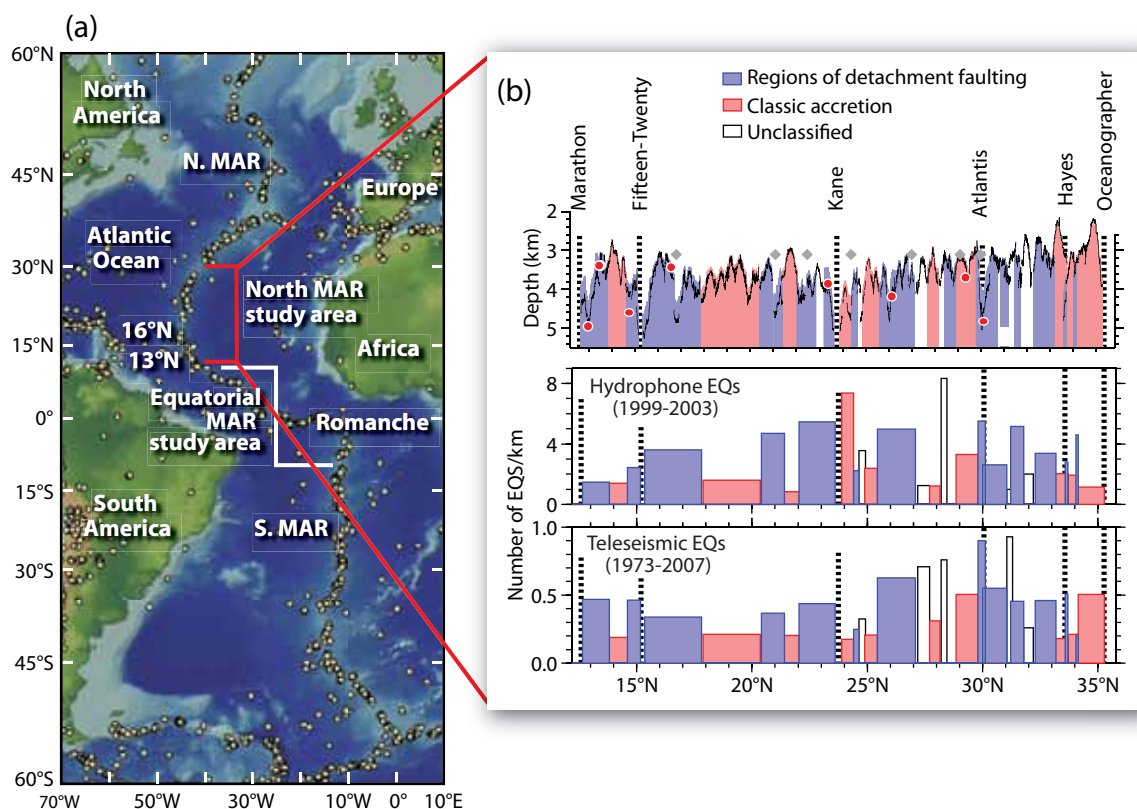 (a)
60°N
45°N
30°N
15°N
0°
15°S
30°S
45°S
60°S
70°W
50°W
30°W
10°W
0°
10°E
North
America
N. MAR
Europe
Atlantic
Ocean
North MAR
study area
16°N
13°N
Africa
Equatorial
MAR
study area
Romanche
South
America
S. MAR
(b)
Regions of detachment faulting
Classic accretion
Unclassified
Marathon
Fifteen-Twenty
Kane
Atlantis
Hayes
Oceanographer
Depth (km)
2
3
4
5
Hydrophone EQs
(1999-2003)
8
4
0
Number of EQS/km
Teleseismic EQs
(1973-2007)
1.0
0.5
0.0
15°N
20°N
25°N
30°N
35°N